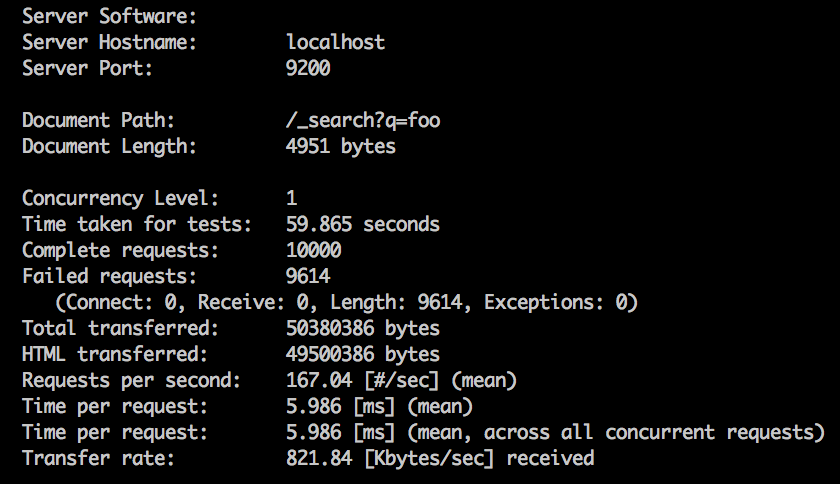 Server Software:
Server Hostname:        localhost
Server Port:            9200

Document Path:          /_search?q=foo
Document Length:        4951 bytes

Concurrency Level:      1
Time taken for tests:   59.865 seconds
Complete requests:      10000
Failed requests:        9614
   (Connect: 0, Receive: 0, Length: 9614, Exceptions: 0)
Total transferred:      50380386 bytes
HTML transferred:       49500386 bytes
Requests per second:    167.04 [#/sec] (mean)
Time per request:       5.986 [ms] (mean)
Time per request:       5.986 [ms] (mean, across all concurrent requests)
Transfer rate:          821.84 [Kbytes/sec] received